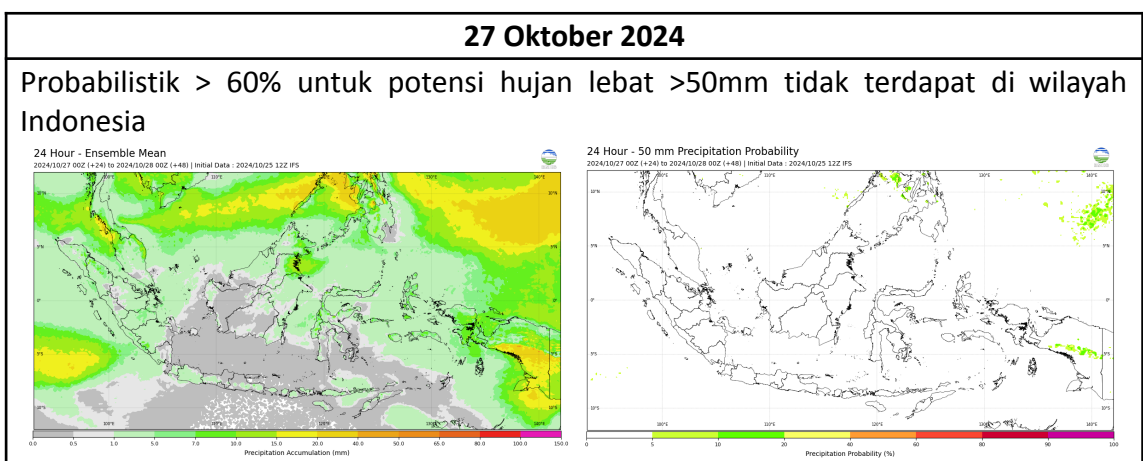 27 Oktober 2024
Probabilistik > 60% untuk potensi hujan lebat >50mm tidak terdapat di wilayah
Indonesia
24 Hour - Ensemble Mean
2024/10/27 00Z (+24) to 2024/10/28 00Z (+48) | Initial Data : 2024/10/25 12Z IFS
0.0 0.5 1.0 5.0 7.0 10.0 15.0 20.0 40.0 50.0 65.0 80.0 100.0 150.0
Precipitation Accumulation (mm)
24 Hour - 50 mm Precipitation Probability
2024/10/27 00Z (+24) to 2024/10/28 00Z (+48) | Initial Data : 2024/10/25 12Z IFS
0 5 10 20 40 60 80 90 100
Precipitation Probability (%)